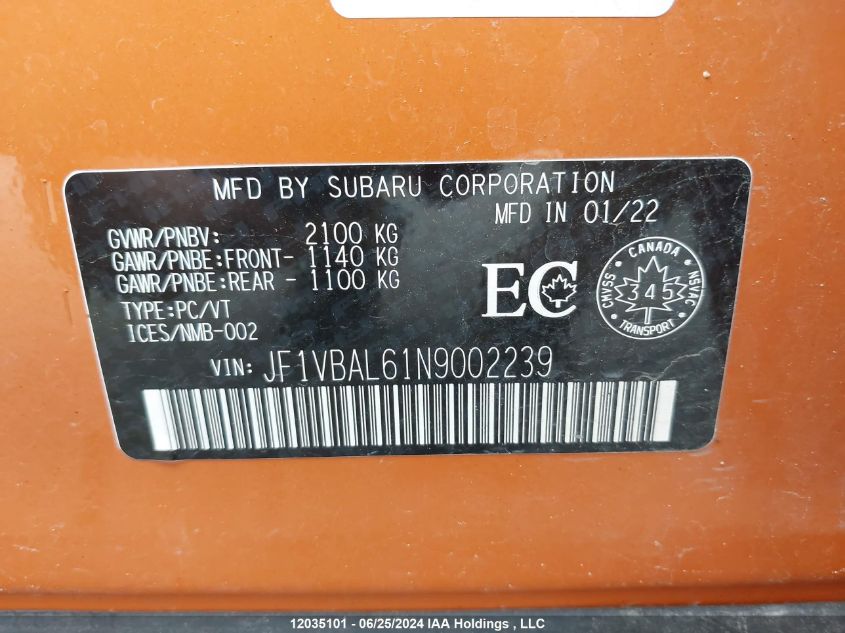 MFD BY SUBARU CORPORATION
MFD IN 01/22
GVWR/PNBV: 2100 KG
GAWR/PNBE:FRONT- 1140 KG
GAWR/PNBE:REAR - 1100 KG
TYPE:PC/VT
ICES/NMB-002
EC
CANADA
CMVSS
345
NSVAC
TRANSPORT
VIN: JF1VBAL61N9002239
12035101 - 06/25/2024 IAA Holdings , LLC